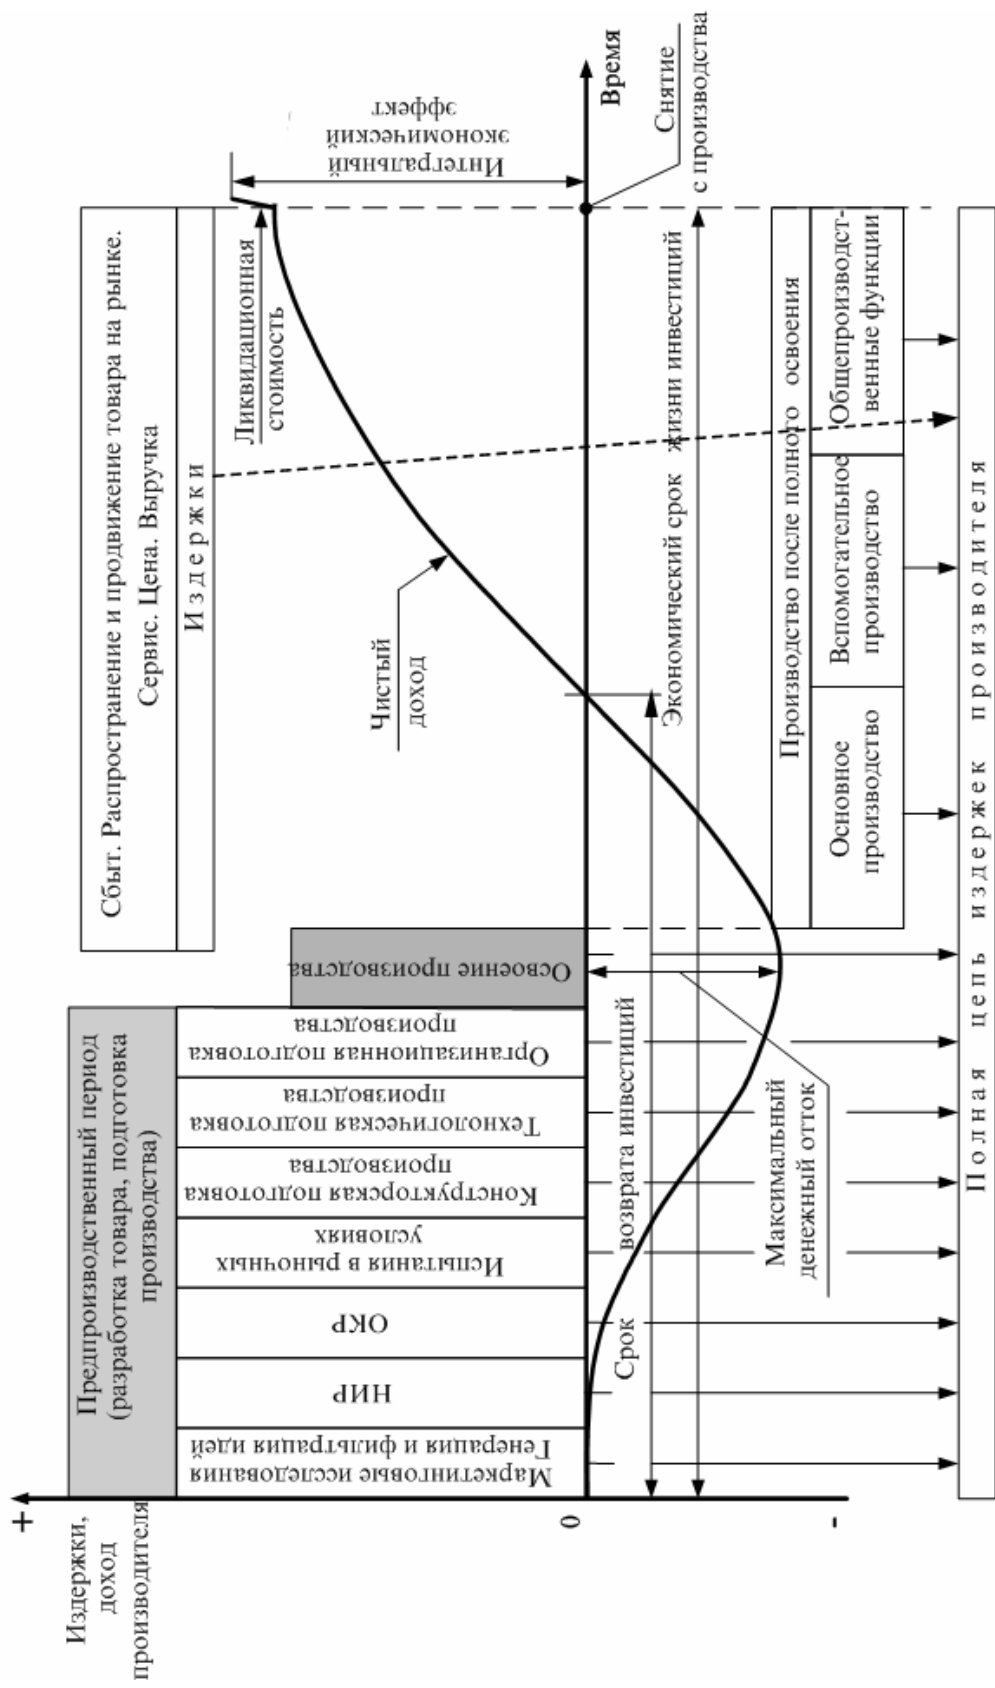 +
Издержки,
доход
производителя
0
-
Предпроизводственный период
(разработка товара, подготовка
производства)
Маркетинговые исследования
Генерация и фильтрация идей
НИР
ОКР
Испытания в рыночных
условиях
Конструкторская подготовка
производства
Технологическая подготовка
производства
Организационная подготовка
производства
Освоение производства
Сбыт. Распространение и продвижение товара на рынке.
Сервис. Цена. Выручка
Издержки
Ликвидационная
стоимость
Интегральный
экономический
эффект
Чистый
доход
Время
Снятие
с производства
Срок возврата инвестиций
Экономический срок жизни инвестиций
Максимальный
денежный отток
Производство после полного освоения
Основное
производство
Вспомогательное
производство
Общепроизводст-
венные функции
Полная цепь издержек производителя